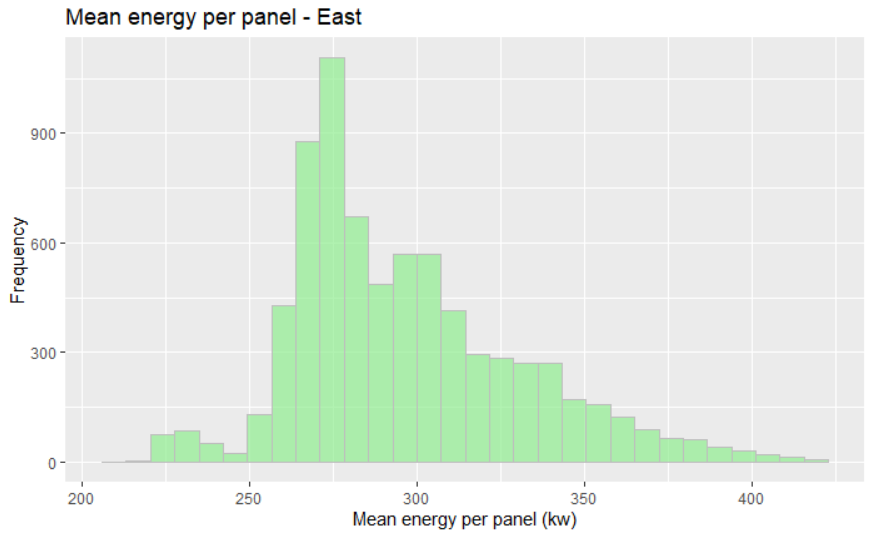 Mean energy per panel - East
900
600
300
0
Frequency
200 250 300 350 400
Mean energy per panel (kw)